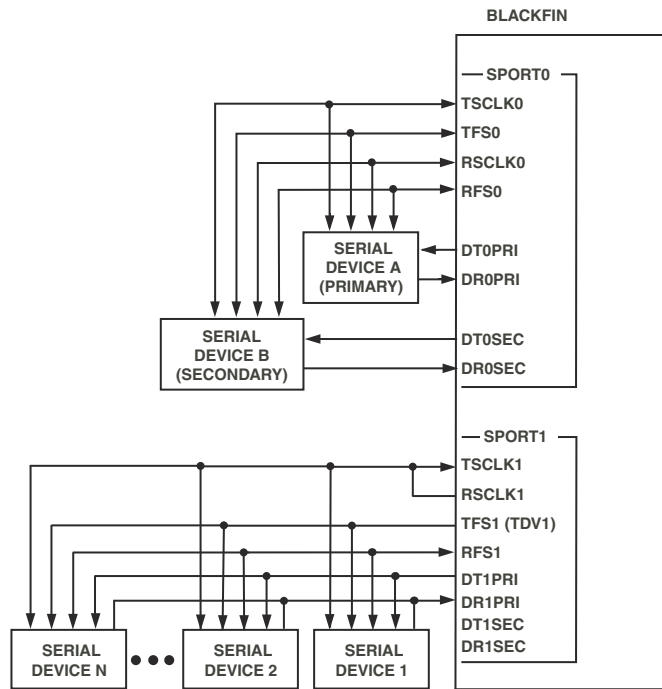 BLACKFIN
SPORT0
TSCLK0
TFS0
RSCLK0
RFS0
SERIAL
DEVICE A
(PRIMARY)
DT0PRI
DR0PRI
SERIAL
DEVICE B
(SECONDARY)
DT0SEC
DR0SEC
SPORT1
TSCLK1
RSCLK1
TFS1 (TDV1)
RFS1
DT1PRI
DR1PRI
DT1SEC
DR1SEC
SERIAL
DEVICE N
SERIAL
DEVICE 2
SERIAL
DEVICE 1